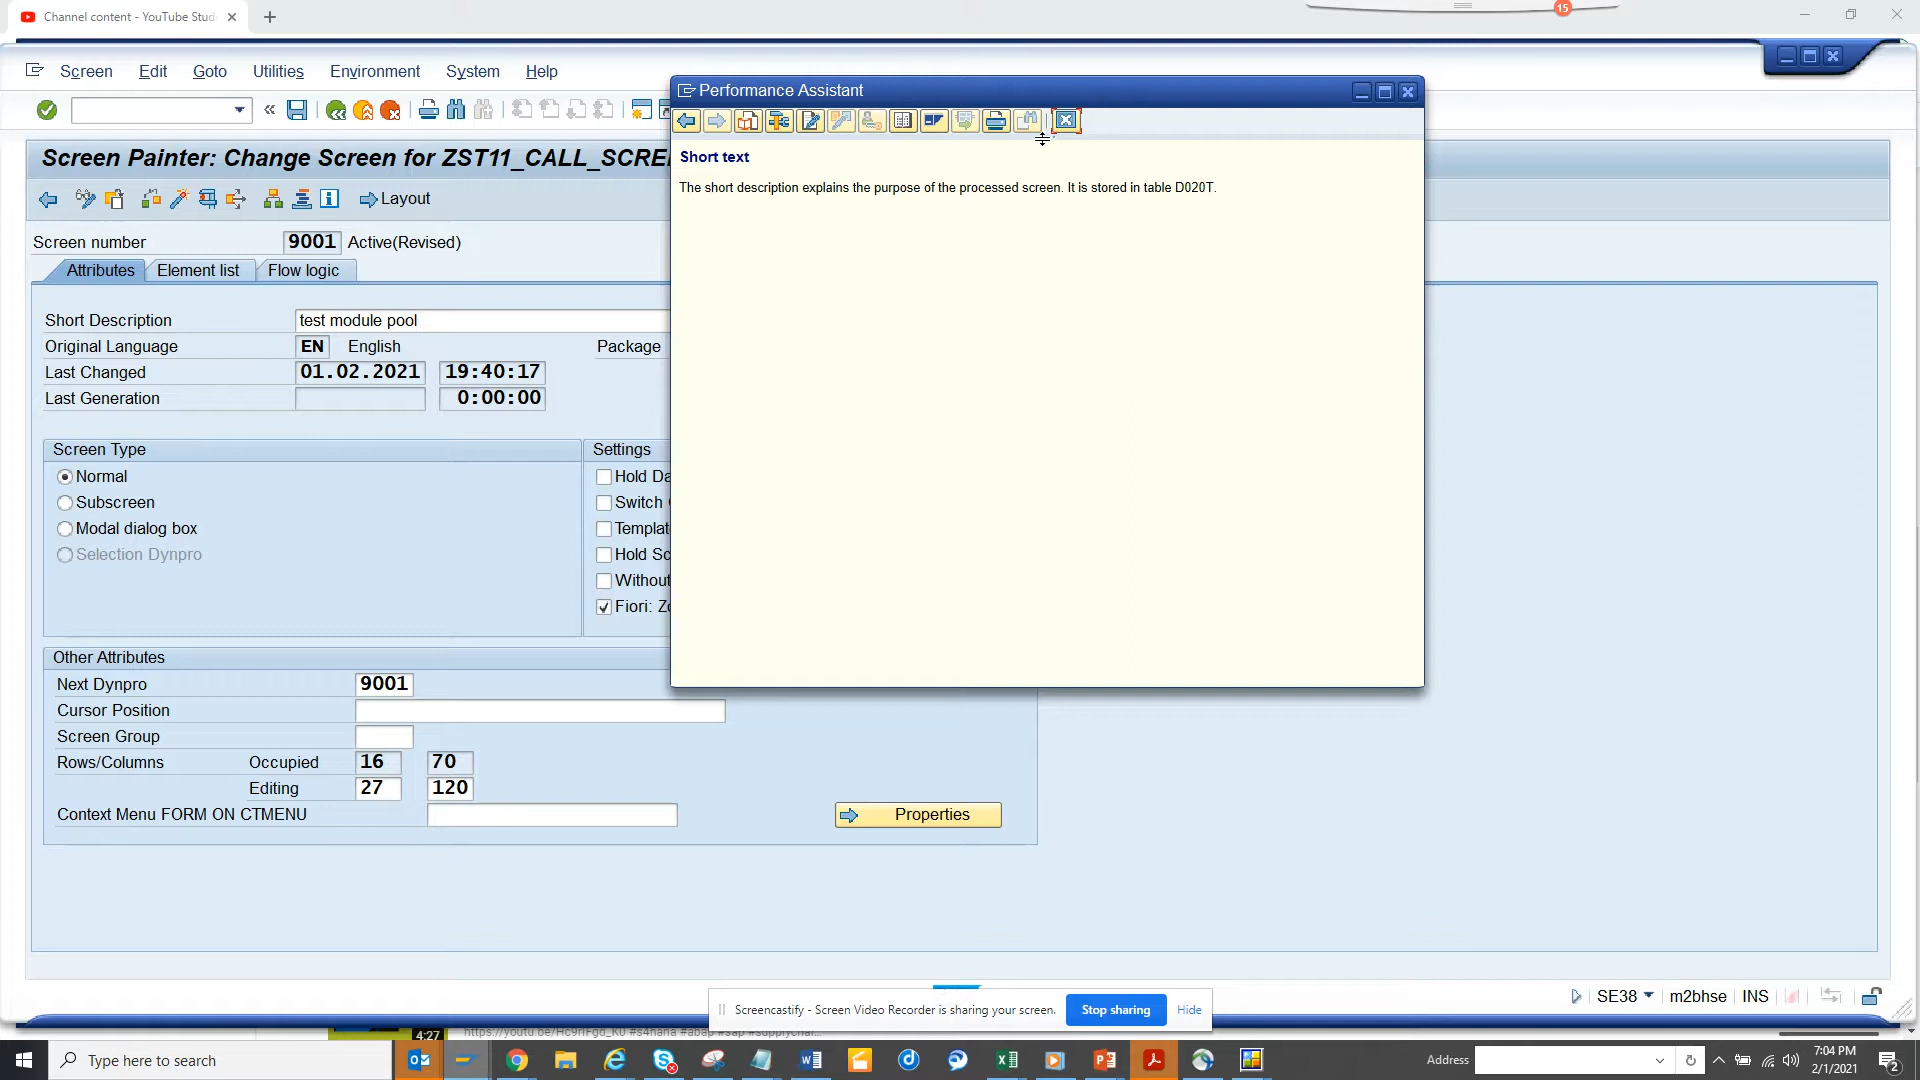 Channel content - YouTube Stud
15
Screen Edit Goto Utilities Environment System Help
Performance Assistant
Screen Painter: Change Screen for ZST11_CALL_SCREE
Short text
The short description explains the purpose of the processed screen. It is stored in table D020T.
Layout
Screen number 9001 Active(Revised)
Attributes Element list Flow logic
Short Description test module pool
Original Language EN English Package
Last Changed 01.02.2021 19:40:17
Last Generation 0:00:00
Screen Type Settings
Normal Hold Da
Subscreen Switch
Modal dialog box Templat
Selection Dynpro Hold Sc
Without
Fiori: Zo
Other Attributes
Next Dynpro 9001
Cursor Position
Screen Group
Rows/Columns Occupied 16 70
Editing 27 120
Context Menu FORM ON CTMENU Properties
SE38 m2bhse INS
Screencastify - Screen Video Recorder is sharing your screen. Stop sharing Hide
4:27
Type here to search
Address
7:04 PM
2/1/2021
2